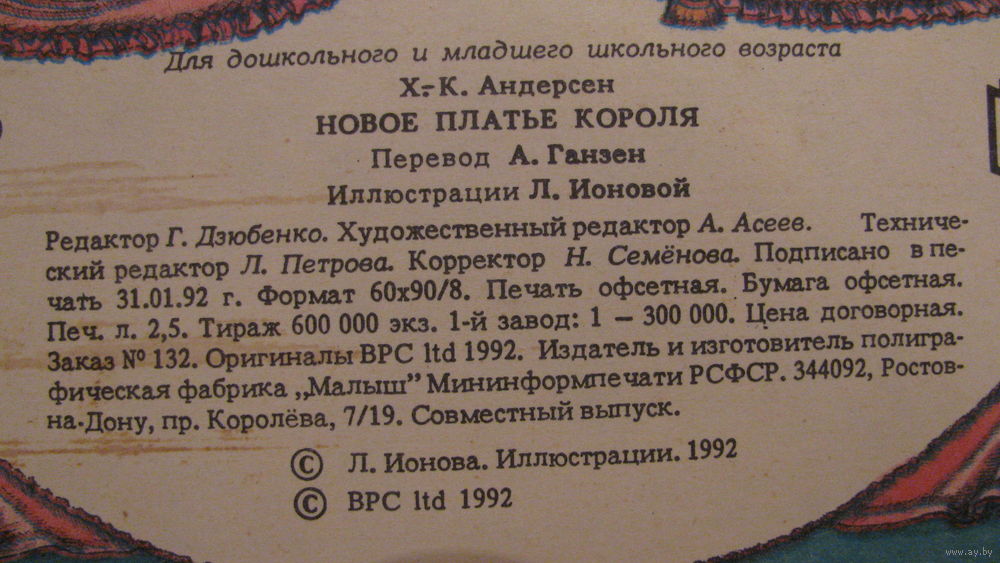 Для дошкольного и младшего школьного возраста
Х.-К. Андерсен
НОВОЕ ПЛАТЬЕ КОРОЛЯ
Перевод А. Ганзен
Иллюстрации Л. Ионовой
Редактор Г. Дзюбенко. Художественный редактор А. Асеев. Техниче-
ский редактор Л. Петрова. Корректор Н. Семёнова. Подписано в пе-
чать 31.01.92 г. Формат 60х90/8. Печать офсетная. Бумага офсетная.
Печ. л. 2,5. Тираж 600 000 экз. 1-й завод: 1 — 300 000. Цена договорная.
Заказ № 132. Оригиналы BPC ltd 1992. Издатель и изготовитель полигра-
фическая фабрика „Малыш” Мининформпечати РСФСР. 344092, Ростов-
на-Дону, пр. Королёва, 7/19. Совместный выпуск.
© Л. Ионова. Иллюстрации. 1992
© BPC ltd 1992
www.ay.by